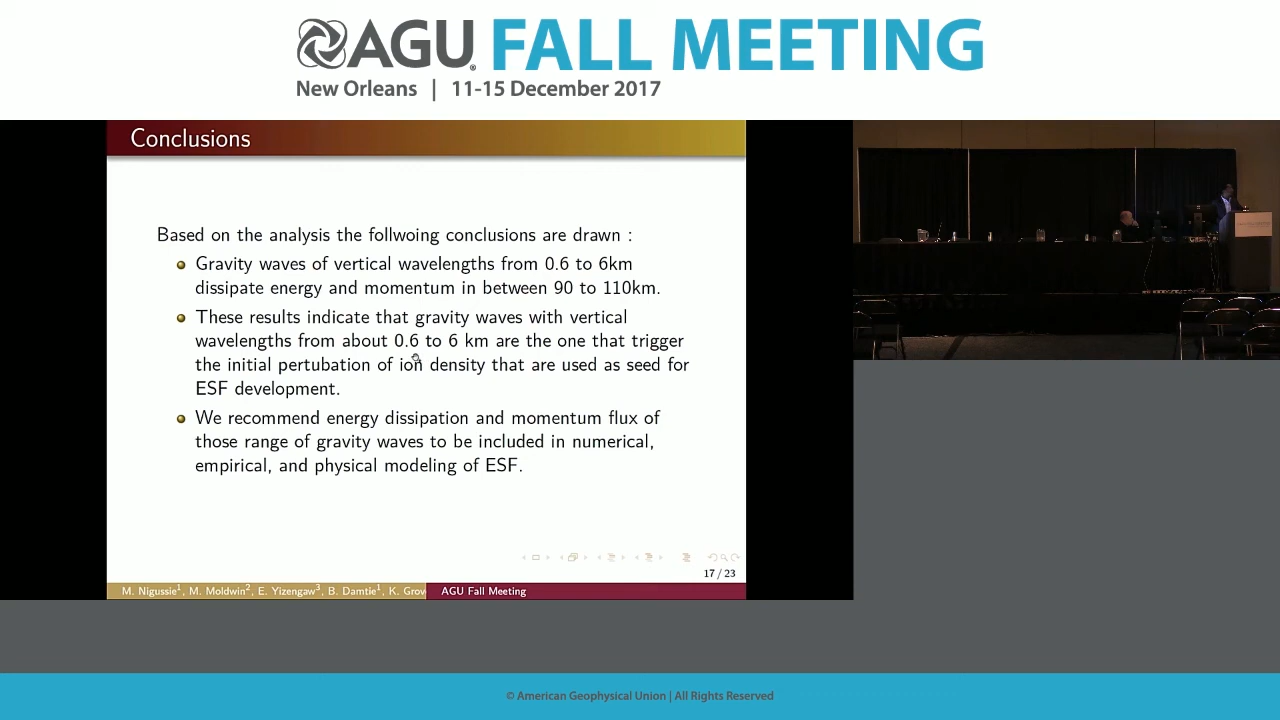 AGU FALL MEETING
New Orleans | 11-15 December 2017
Conclusions
Based on the analysis the follwoing conclusions are drawn :
Gravity waves of vertical wavelengths from 0.6 to 6km
dissipate energy and momentum in between 90 to 110km.
These results indicate that gravity waves with vertical
wavelengths from about 0.6 to 6 km are the one that trigger
the initial pertubation of ion density that are used as seed for
ESF development.
We recommend energy dissipation and momentum flux of
those range of gravity waves to be included in numerical,
empirical, and physical modeling of ESF.
17 / 23
M. Nigussie¹, M. Moldwin², E. Yizengaw³, B. Damtie¹, K. Grov AGU Fall Meeting
© American Geophysical Union | All Rights Reserved